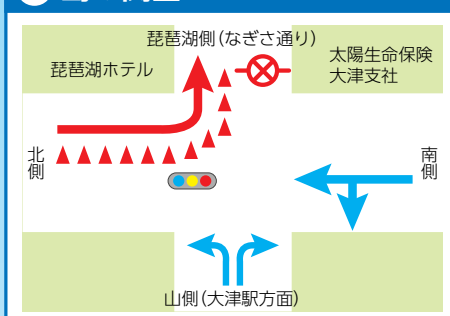 琵琶湖側(なぎさ通り)
琵琶湖ホテル
太陽生命保険
大津支社
北側
南側
山側(大津駅方面)